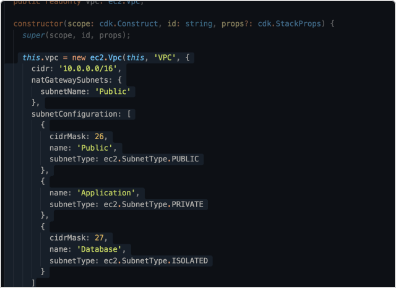 public readonly vpc: ec2.Vpc;
constructor(scope: cdk.Construct, id: string, props?: cdk.StackProps) {
super(scope, id, props);
this.vpc = new ec2.Vpc(this, 'VPC', {
cidr: '10.0.0.0/16',
natGatewaySubnets: {
subnetName: 'Public'
},
subnetConfiguration: [
{
cidrMask: 26,
name: 'Public',
subnetType: ec2.SubnetType.PUBLIC
},
{
name: 'Application',
subnetType: ec2.SubnetType.PRIVATE
},
{
cidrMask: 27,
name: 'Database',
subnetType: ec2.SubnetType.ISOLATED
}
]